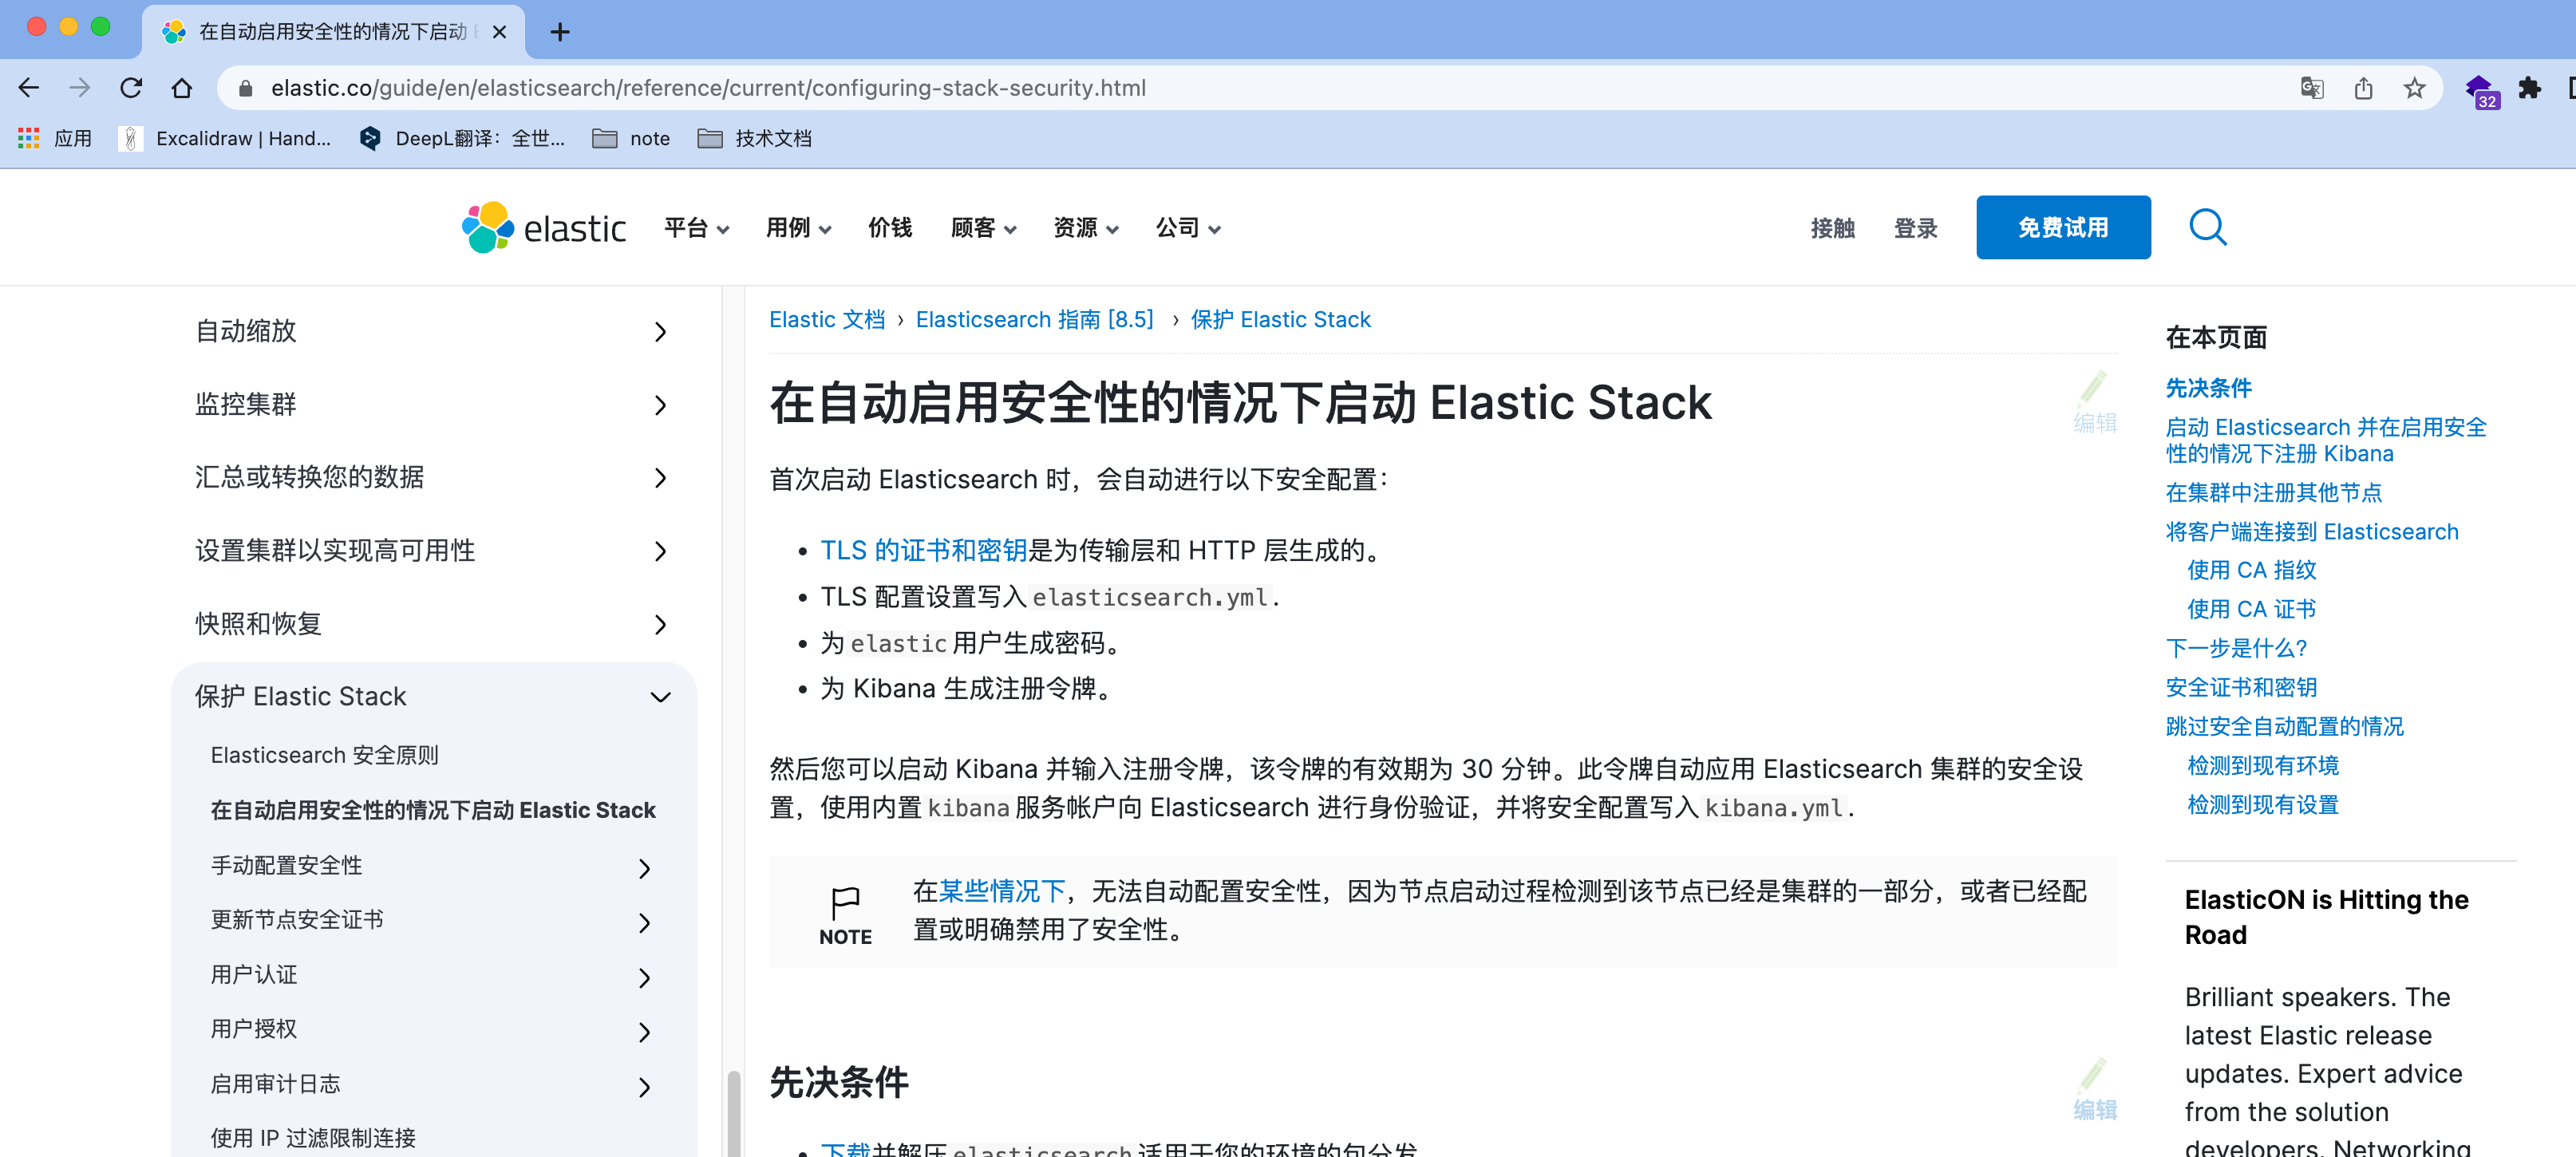 在自动启用安全性的情况下启动 E
elastic.co/guide/en/elasticsearch/reference/current/configuring-stack-security.html
32
应用
Excalidraw | Hand...
DeepL翻译：全世...
note
技术文档
elastic
平台
用例
价钱
顾客
资源
公司
接触
登录
免费试用
自动缩放
监控集群
汇总或转换您的数据
设置集群以实现高可用性
快照和恢复
保护 Elastic Stack
Elasticsearch 安全原则
在自动启用安全性的情况下启动 Elastic Stack
手动配置安全性
更新节点安全证书
用户认证
用户授权
启用审计日志
使用 IP 过滤限制连接
Elastic 文档 › Elasticsearch 指南 [8.5] › 保护 Elastic Stack
在自动启用安全性的情况下启动 Elastic Stack
编辑
首次启动 Elasticsearch 时，会自动进行以下安全配置：
• TLS 的证书和密钥是为传输层和 HTTP 层生成的。
• TLS 配置设置写入 elasticsearch.yml.
• 为 elastic 用户生成密码。
• 为 Kibana 生成注册令牌。
然后您可以启动 Kibana 并输入注册令牌，该令牌的有效期为 30 分钟。此令牌自动应用 Elasticsearch 集群的安全设
置，使用内置 kibana 服务帐户向 Elasticsearch 进行身份验证，并将安全配置写入 kibana.yml.
NOTE
在某些情况下，无法自动配置安全性，因为节点启动过程检测到该节点已经是集群的一部分，或者已经配
置或明确禁用了安全性。
先决条件
编辑
• 下载并解压 elasticsearch 适用于您的环境的包分发
在本页面
先决条件
启动 Elasticsearch 并在启用安全
性的情况下注册 Kibana
在集群中注册其他节点
将客户端连接到 Elasticsearch
使用 CA 指纹
使用 CA 证书
下一步是什么？
安全证书和密钥
跳过安全自动配置的情况
检测到现有环境
检测到现有设置
ElasticON is Hitting the
Road
Brilliant speakers. The
latest Elastic release
updates. Expert advice
from the solution
developers. Networking